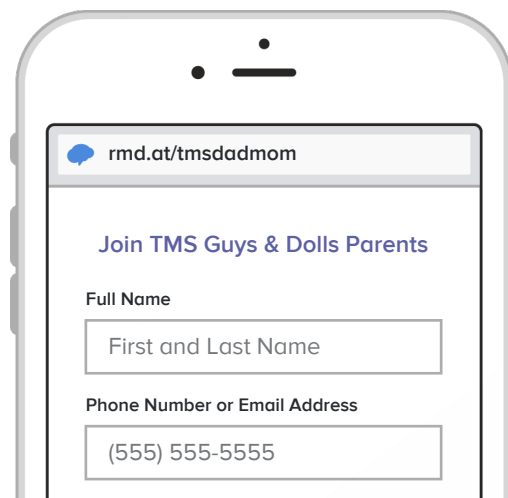 rmd.at/tmsdadmom
Join TMS Guys & Dolls Parents
Full Name
First and Last Name
Phone Number or Email Address
(555) 555-5555